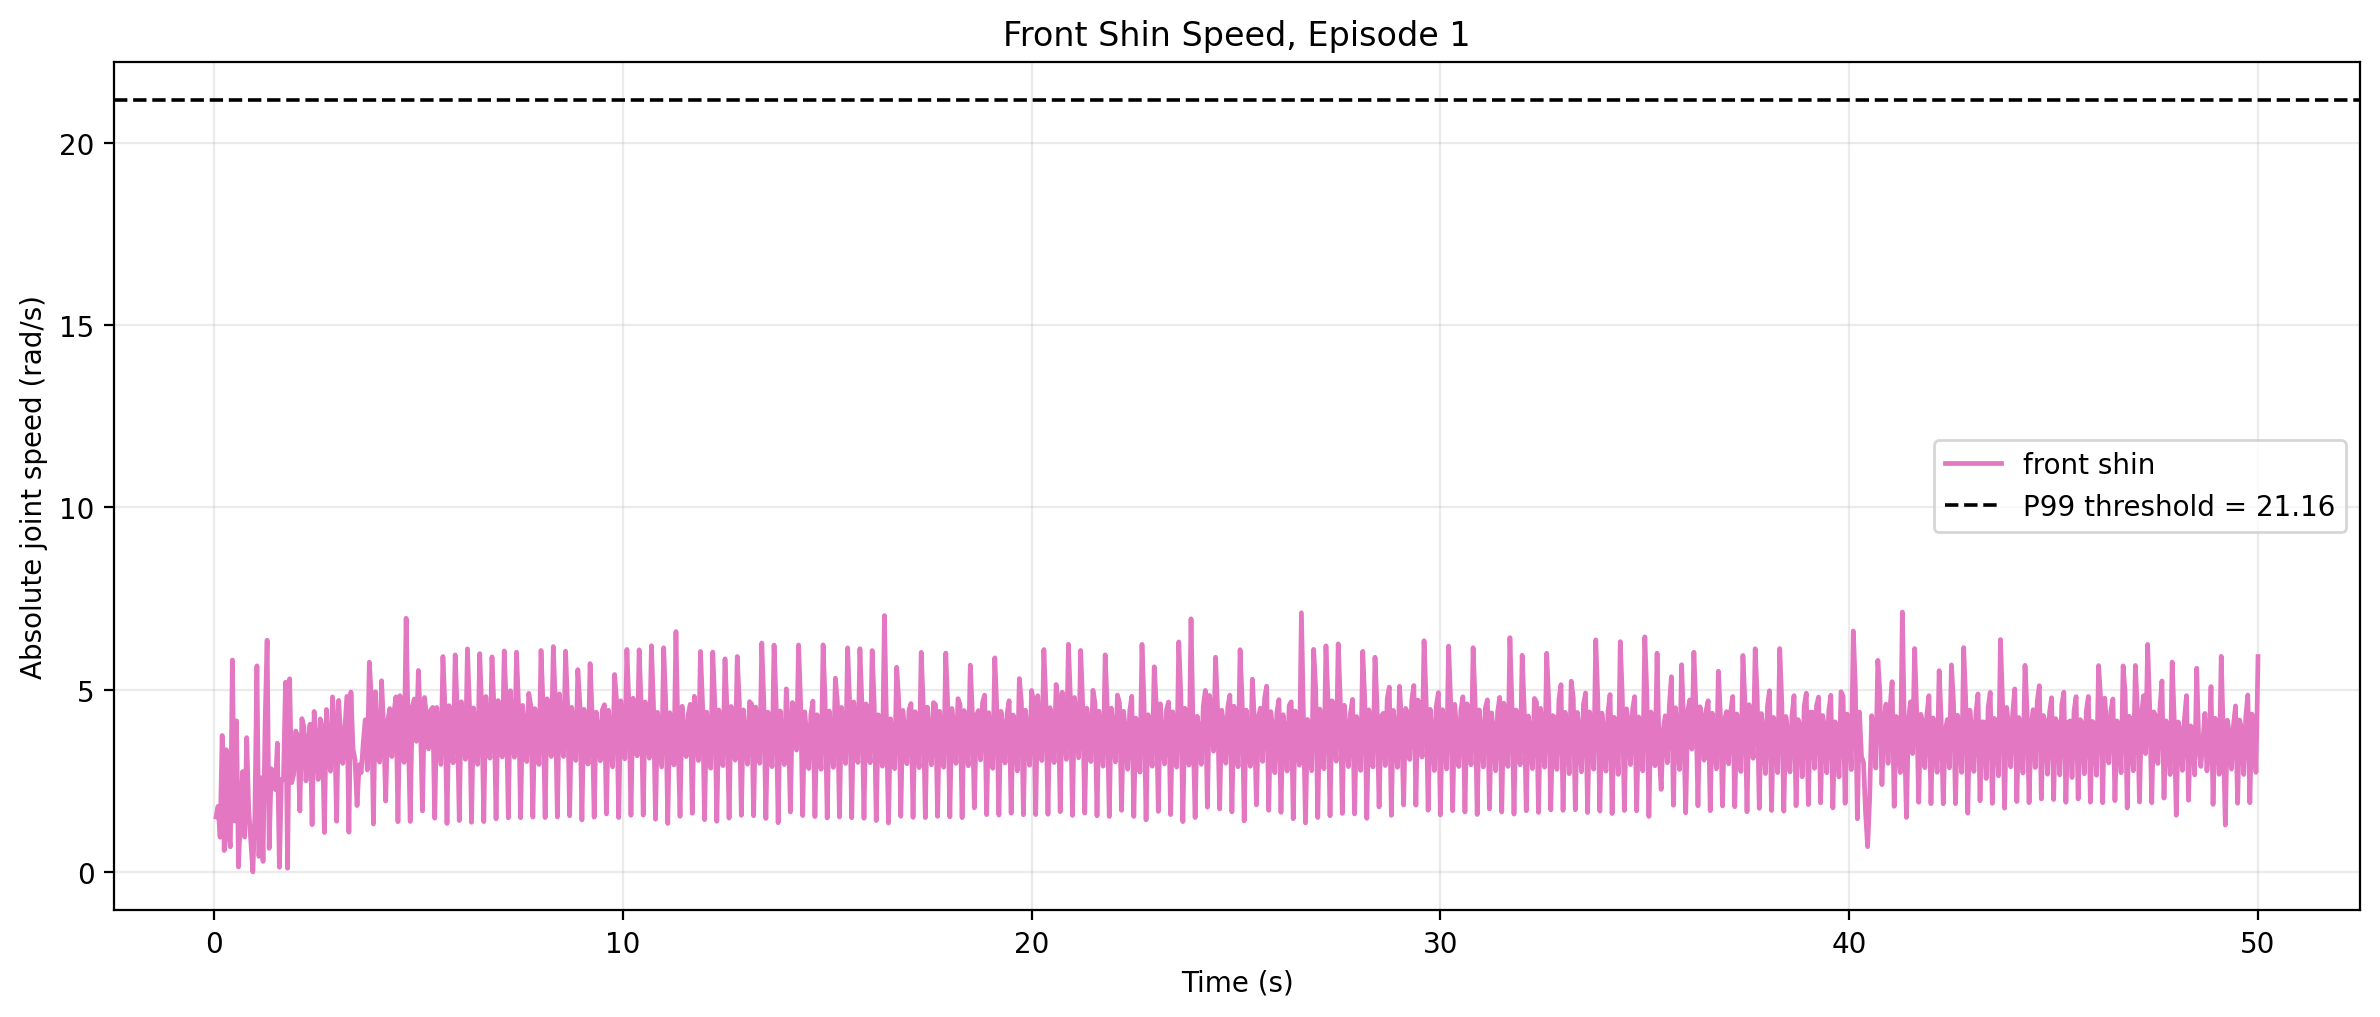 Front Shin Speed, Episode 1
Absolute joint speed (rad/s)
20
15
10
5
0
front shin
P99 threshold = 21.16
0
10
20
30
40
50
Time (s)